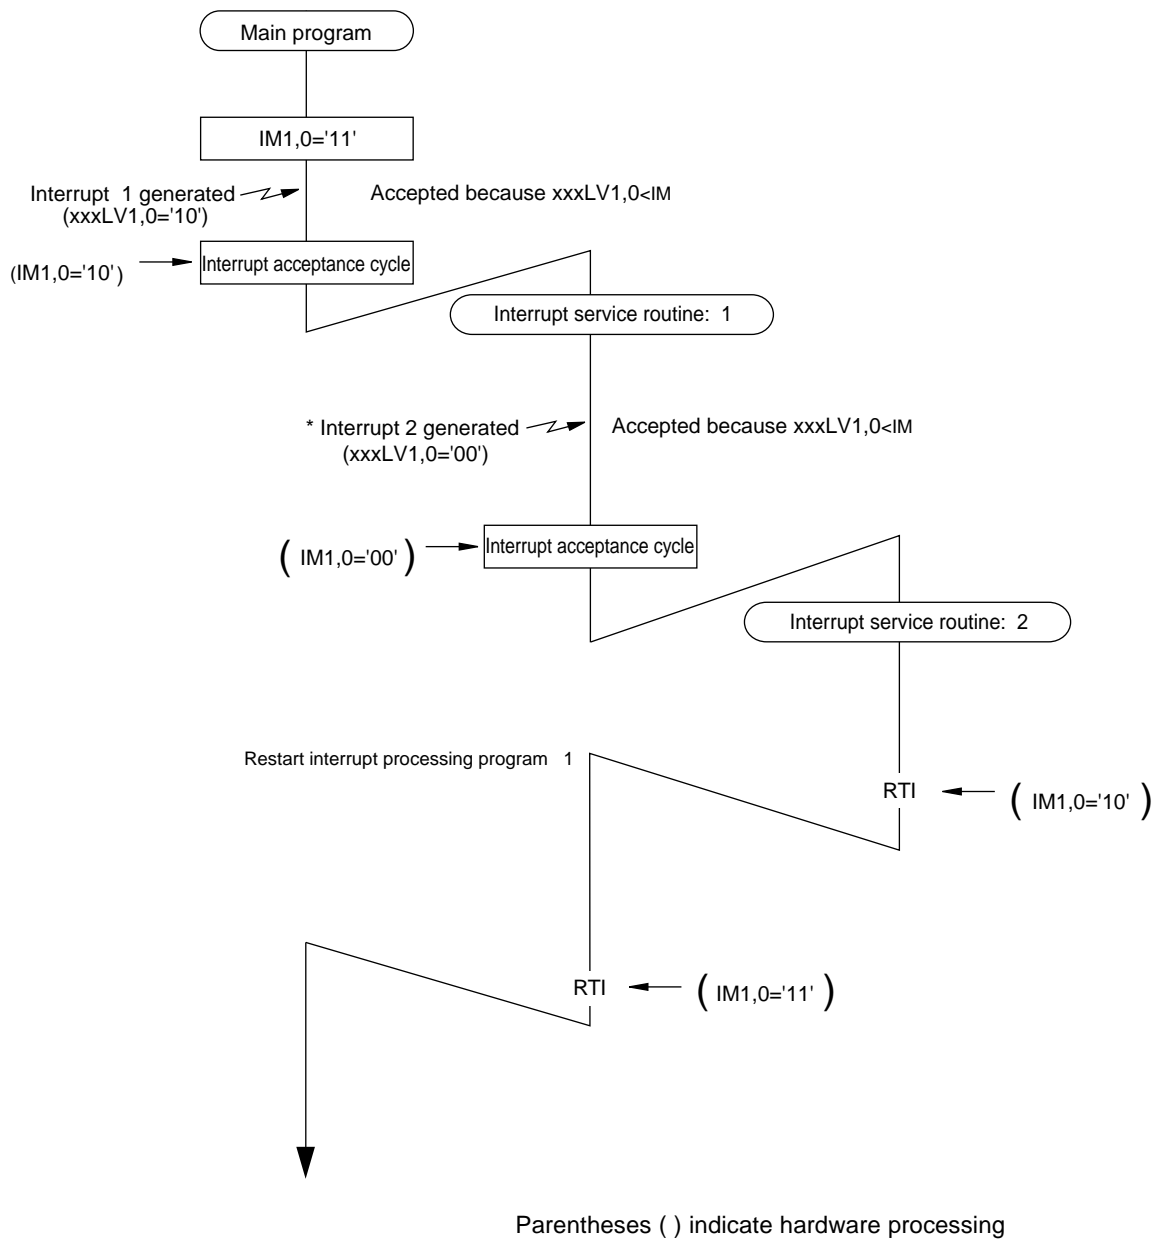 Main program
IM1,0='11'
Interrupt 1 generated
(xxxLV1,0='10')
Accepted because xxxLV1,0<IM
(IM1,0='10')
Interrupt acceptance cycle
Interrupt service routine: 1
* Interrupt 2 generated
(xxxLV1,0='00')
Accepted because xxxLV1,0<IM
( IM1,0='00' )
Interrupt acceptance cycle
Interrupt service routine: 2
Restart interrupt processing program 1
RTI
( IM1,0='10' )
RTI
( IM1,0='11' )
Parentheses ( ) indicate hardware processing